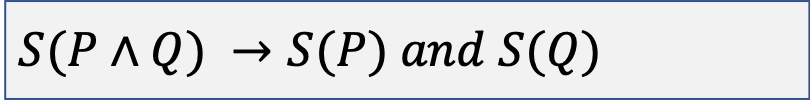 S(P ∧ Q) → S(P) and S(Q)